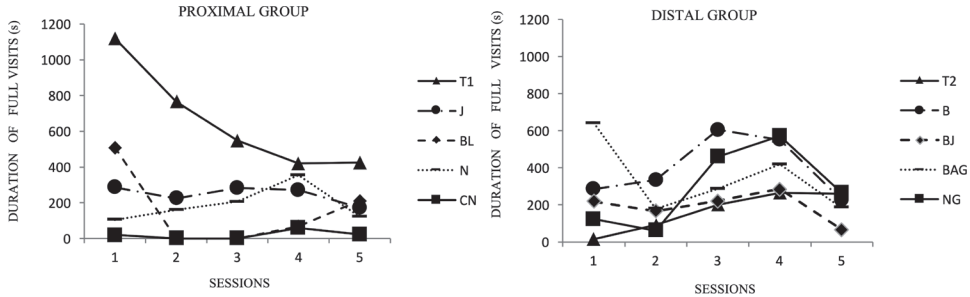 PROXIMAL GROUP
DURATION OF FULL VISITS (s)
1200
1000
800
600
400
200
0
1 2 3 4 5
SESSIONS
T1
J
BL
N
CN
DISTAL GROUP
DURATION OF FULL VISITS (s)
1200
1000
800
600
400
200
0
1 2 3 4 5
SESSIONS
T2
B
BJ
BAG
NG